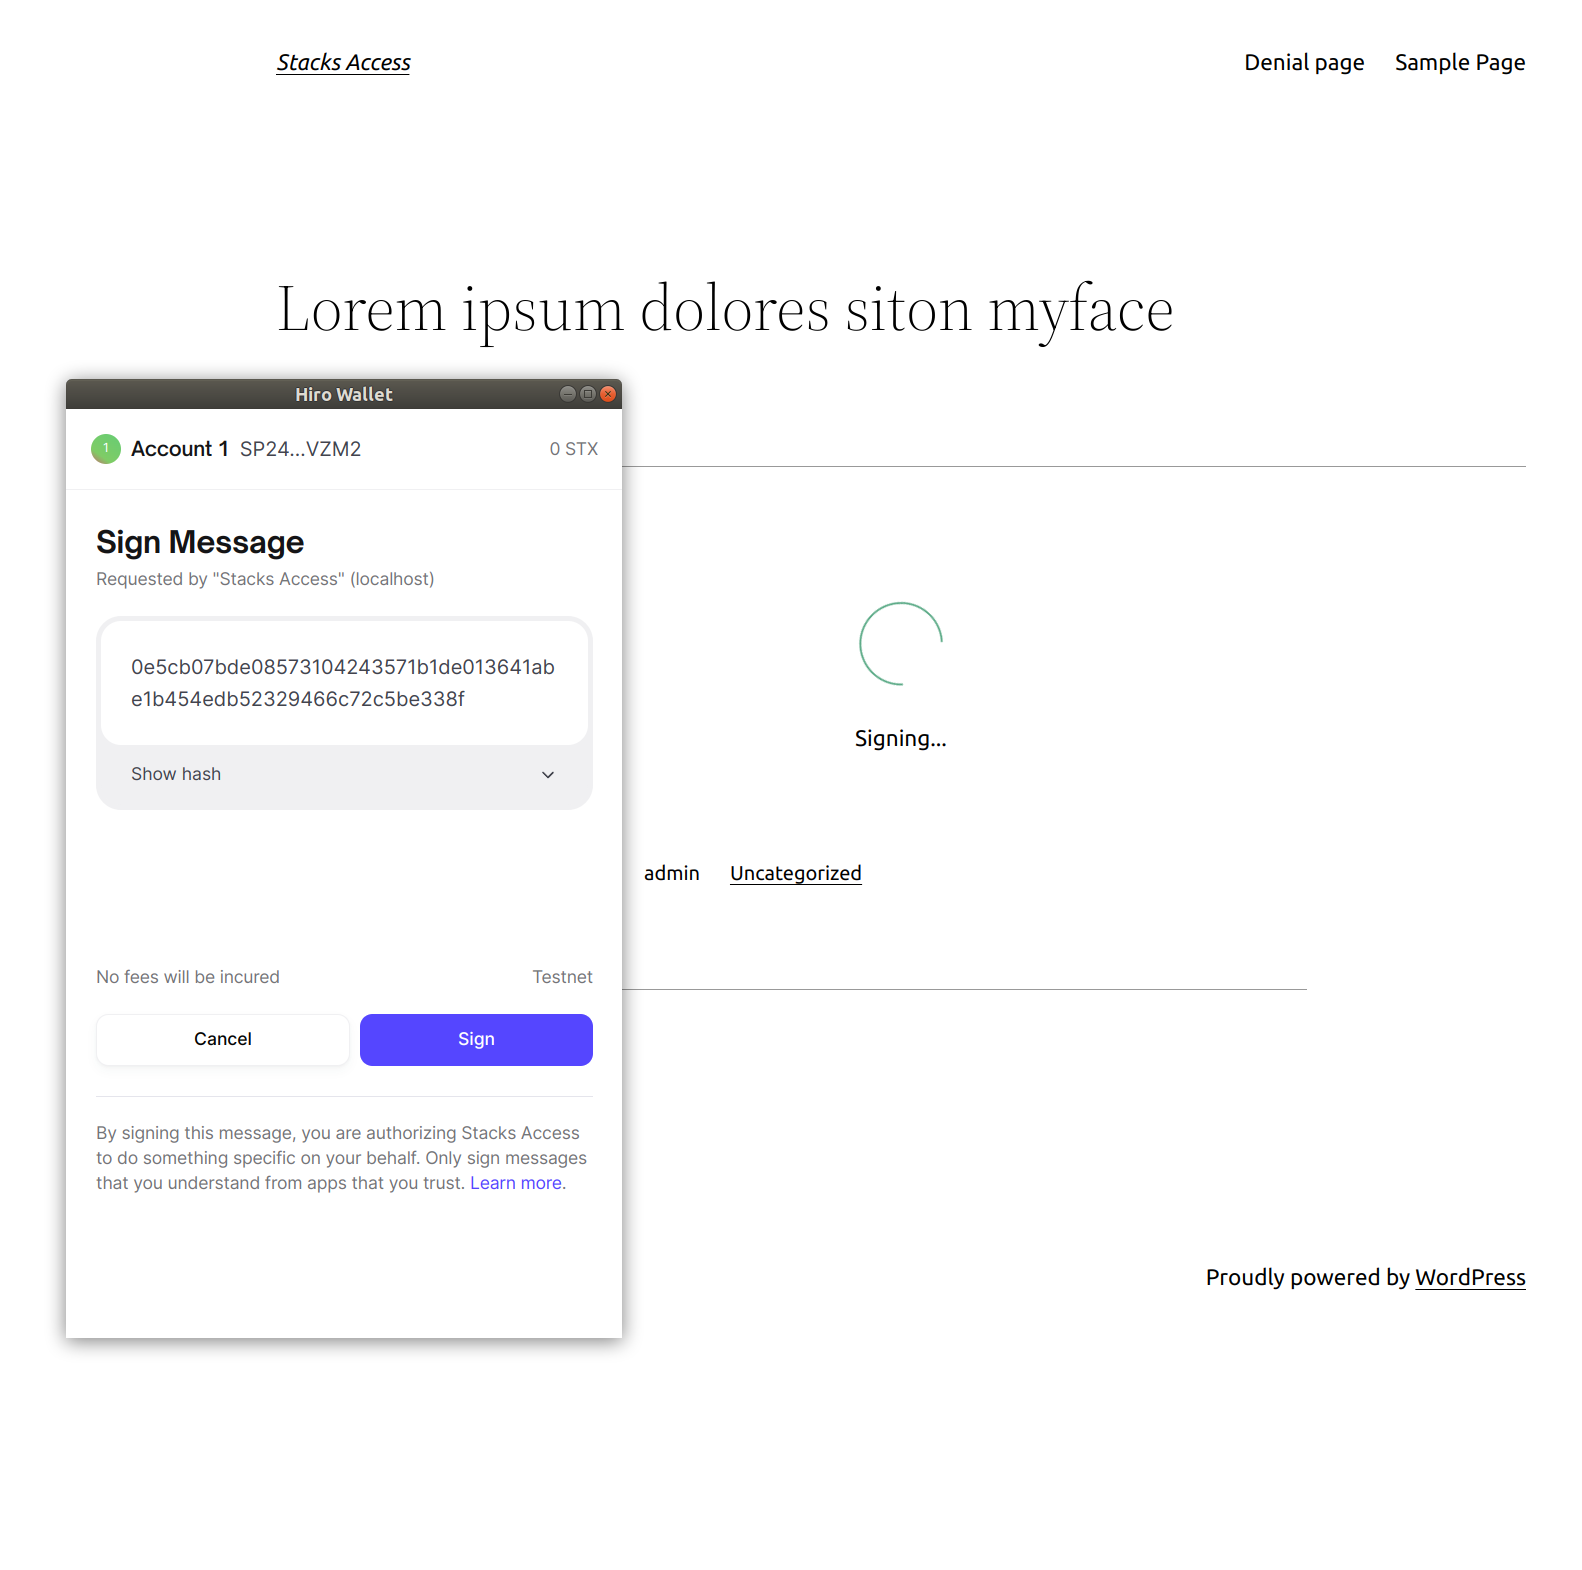 Stacks Access
Denial page Sample Page
Lorem ipsum dolores siton myface
Hiro Wallet
1 Account 1 SP24...VZM2 0 STX
Sign Message
Requested by "Stacks Access" (localhost)
0e5cb07bde08573104243571b1de013641ab
e1b454edb52329466c72c5be338f
Show hash
No fees will be incured Testnet
Cancel Sign
By signing this message, you are authorizing Stacks Access
to do something specific on your behalf. Only sign messages
that you understand from apps that you trust. Learn more.
Signing...
admin Uncategorized
Proudly powered by WordPress